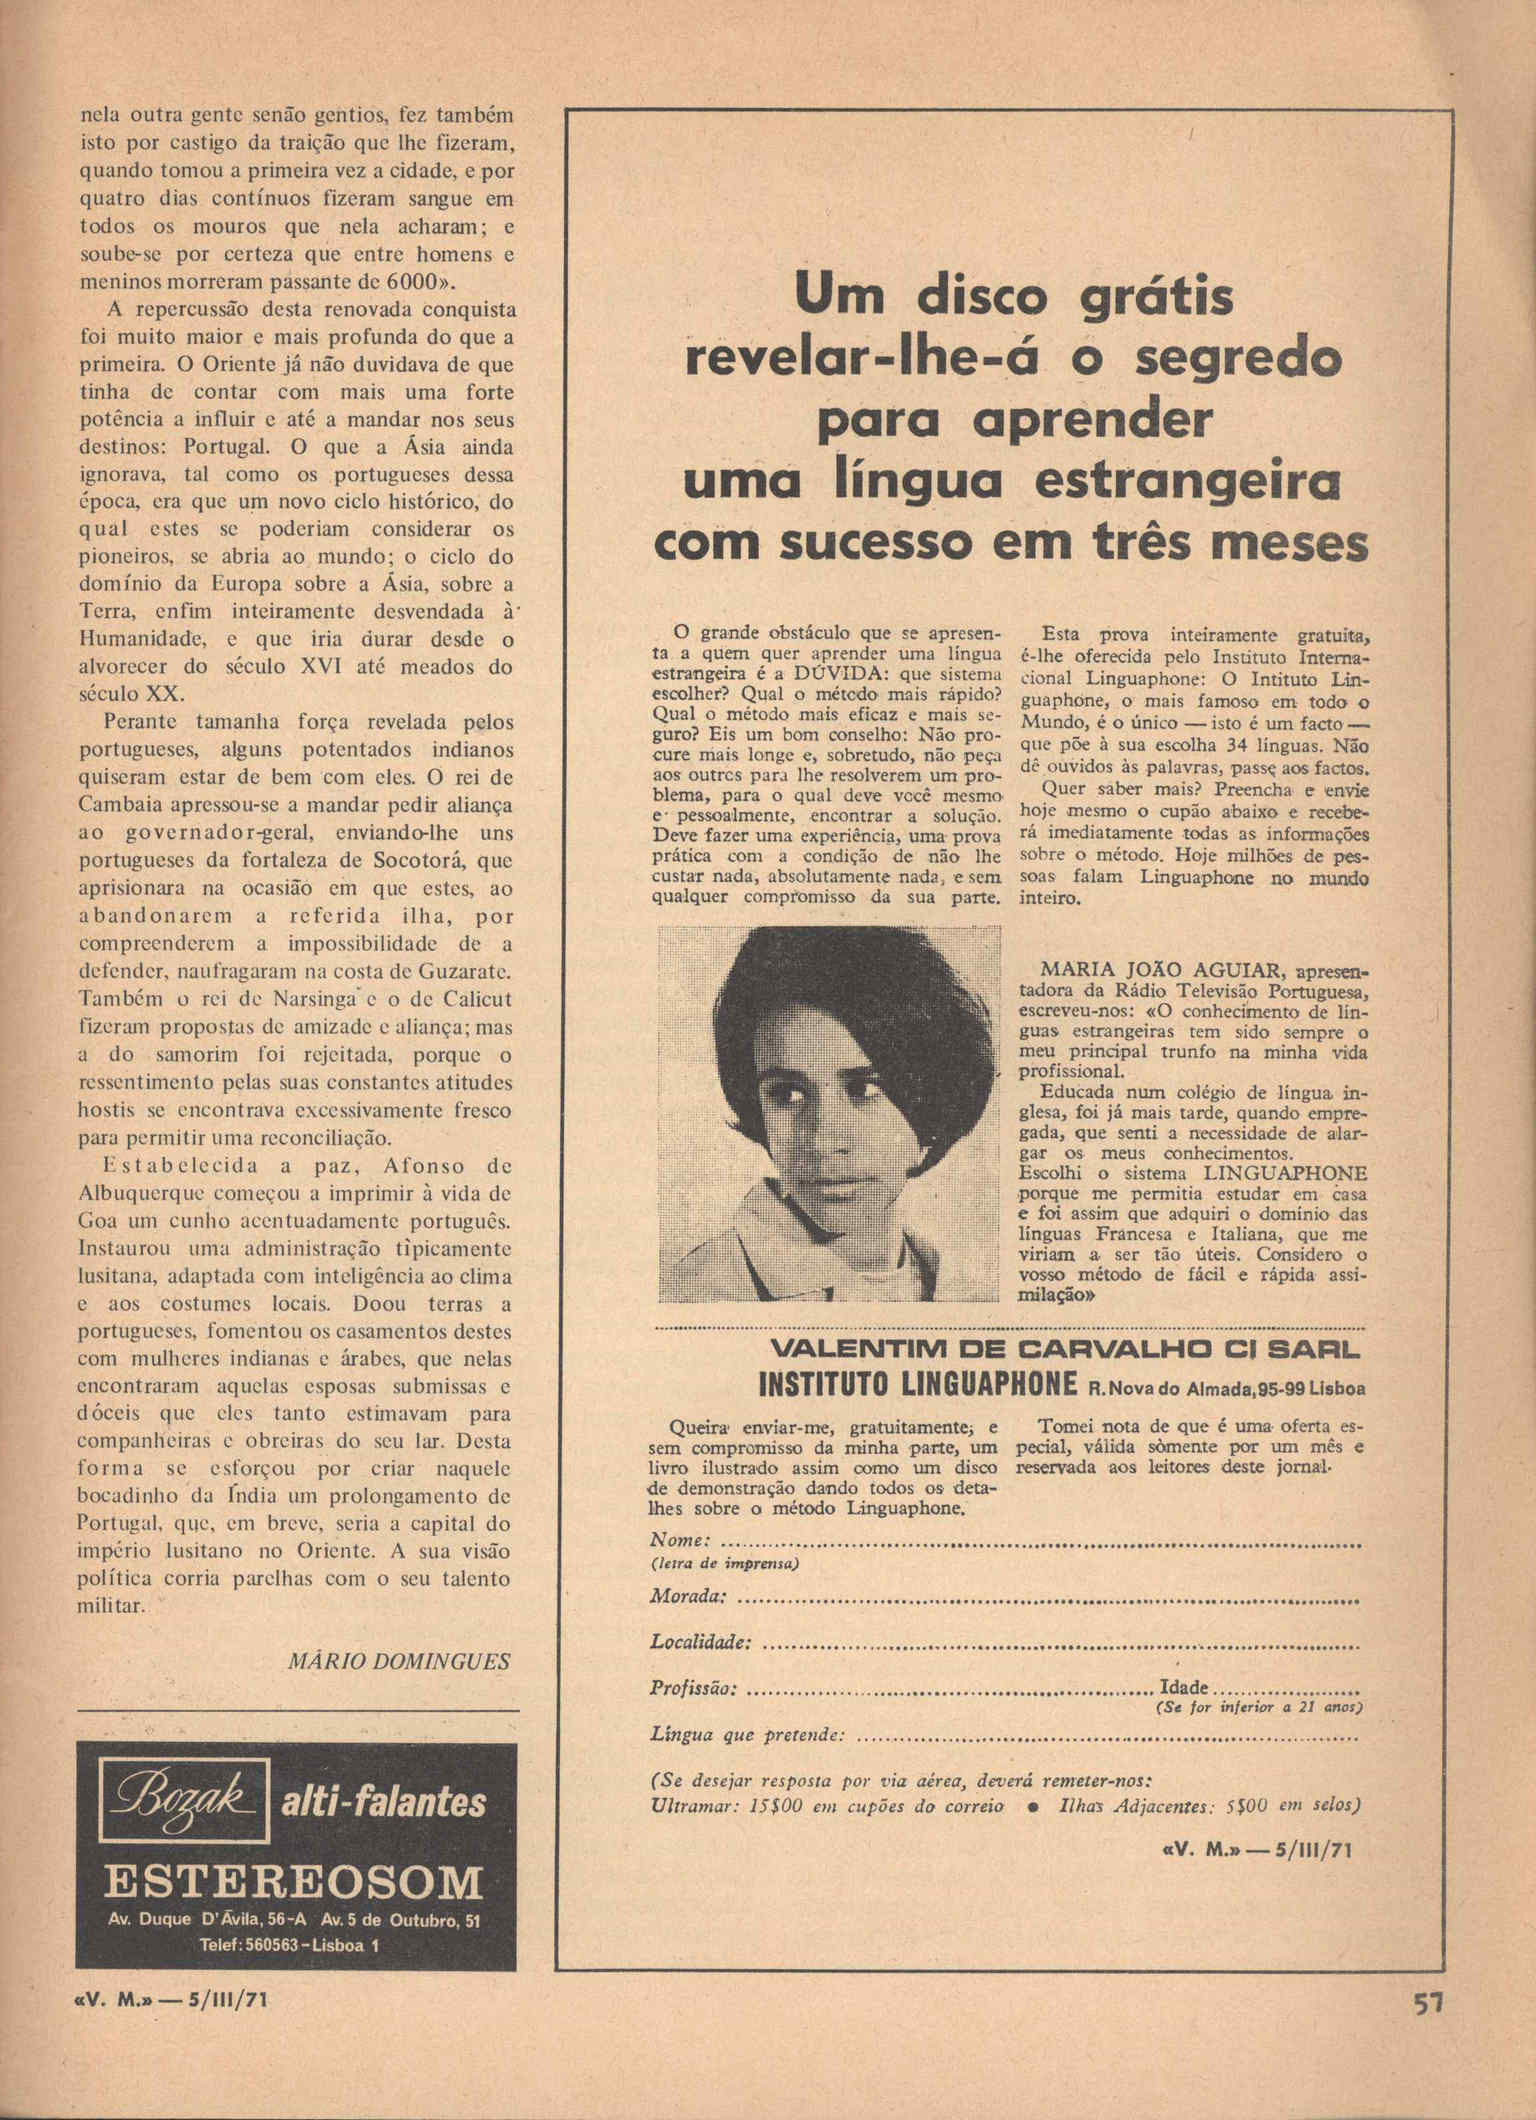 nela outra gente senão gentios, fez também
isto por castigo da traição que lhe fizeram,
quando tomou a primeira vez a cidade, e por
quatro dias contínuos fizeram sangue em
todos os mouros que nela acharam; e
soube-se por certeza que entre homens e
meninos morreram passante de 6000».
A repercussão desta renovada conquista
foi muito maior e mais profunda do que a
primeira. O Oriente já não duvidava de que
tinha de contar com mais uma forte
potência a influir e até a mandar nos seus
destinos: Portugal. O que a Ásia ainda
ignorava, tal como os portugueses dessa
época, era que um novo ciclo histórico, do
qual estes se poderiam considerar os
pioneiros, se abria ao mundo; o ciclo do
domínio da Europa sobre a Ásia, sobre a
Terra, enfim inteiramente desvendada à
Humanidade, e que iria durar desde o
alvorecer do século XVI até meados do
século XX.
Perante tamanha força revelada pelos
portugueses, alguns potentados indianos
quiseram estar de bem com eles. O rei de
Cambaia apressou-se a mandar pedir aliança
ao governador-geral, enviando-lhe uns
portugueses da fortaleza de Socotorá, que
aprisionara na ocasião em que estes, ao
abandonarem a referida ilha, por
compreenderem a impossibilidade de a
defender, naufragaram na costa de Guzarate.
Também o rei de Narsinga e o de Calicut
fizeram propostas de amizade e aliança; mas
a do samorim foi rejeitada, porque o
ressentimento pelas suas constantes atitudes
hostis se encontrava excessivamente fresco
para permitir uma reconciliação.
Estabelecida a paz, Afonso de
Albuquerque começou a imprimir à vida de
Goa um cunho acentuadamente português.
Instaurou uma administração tipicamente
lusitana, adaptada com inteligência ao clima
e aos costumes locais. Doou terras a
portugueses, fomentou os casamentos destes
com mulheres indianas e árabes, que nelas
encontraram aquelas esposas submissas e
dóceis que eles tanto estimavam para
companheiras e obreiras do seu lar. Desta
forma se esforçou por criar naquele
bocadinho da Índia um prolongamento de
Portugal, que, em breve, seria a capital do
império lusitano no Oriente. A sua visão
política corria parelhas com o seu talento
militar.
MÁRIO DOMINGUES
Bozak alti-falantes
ESTEREOSOM
Av. Duque D'Ávila, 56-A Av. 5 de Outubro, 51
Telef: 560563 - Lisboa 1
Um disco grátis
revelar-lhe-á o segredo
para aprender
uma língua estrangeira
com sucesso em três meses
O grande obstáculo que se apresen-
ta a quem quer aprender uma língua
estrangeira é a DÚVIDA: que sistema
escolher? Qual o método mais rápido?
Qual o método mais eficaz e mais se-
guro? Eis um bom conselho: Não pro-
cure mais longe e, sobretudo, não peça
aos outros para lhe resolverem um pro-
blema, para o qual deve você mesmo
e pessoalmente, encontrar a solução.
Deve fazer uma experiência, uma prova
prática com a condição de não lhe
custar nada, absolutamente nada, e sem
qualquer compromisso da sua parte.
Esta prova inteiramente gratuita,
é-lhe oferecida pelo Instituto Interna-
cional Linguaphone: O Intituto Lin-
guaphone, o mais famoso em todo o
Mundo, é o único — isto é um facto —
que põe à sua escolha 34 línguas. Não
dê ouvidos às palavras, passe aos factos.
Quer saber mais? Preencha e envie
hoje mesmo o cupão abaixo e recebe-
rá imediatamente todas as informações
sobre o método. Hoje milhões de pes-
soas falam Linguaphone no mundo
inteiro.
MARIA JOÃO AGUIAR, apresen-
tadora da Rádio Televisão Portuguesa,
escreveu-nos: «O conhecimento de lín-
guas estrangeiras tem sido sempre o
meu principal trunfo na minha vida
profissional.
Educada num colégio de língua in-
glesa, foi já mais tarde, quando empre-
gada, que senti a necessidade de alar-
gar os meus conhecimentos.
Escolhi o sistema LINGUAPHONE
porque me permitia estudar em casa
e foi assim que adquiri o domínio das
línguas Francesa e Italiana, que me
viriam a ser tão úteis. Considero o
vosso método de fácil e rápida assi-
milação»
VALENTIM DE CARVALHO CI SARL
INSTITUTO LINGUAPHONE R. Nova do Almada, 95-99 Lisboa
Queira enviar-me, gratuitamente, e
sem compromisso da minha parte, um
livro ilustrado assim como um disco
de demonstração dando todos os deta-
lhes sobre o método Linguaphone.
Tomei nota de que é uma oferta es-
pecial, válida sòmente por um mês e
reservada aos leitores deste jornal.
Nome:
(letra de imprensa)
Morada:
Localidade:
Profissão: Idade
(Se for inferior a 21 anos)
Língua que pretende:
(Se desejar resposta por via aérea, deverá remeter-nos:
Ultramar: 15$00 em cupões do correio ● Ilhas Adjacentes: 5$00 em selos)
«V. M.» — 5/III/71
«V. M.» — 5/III/71
57